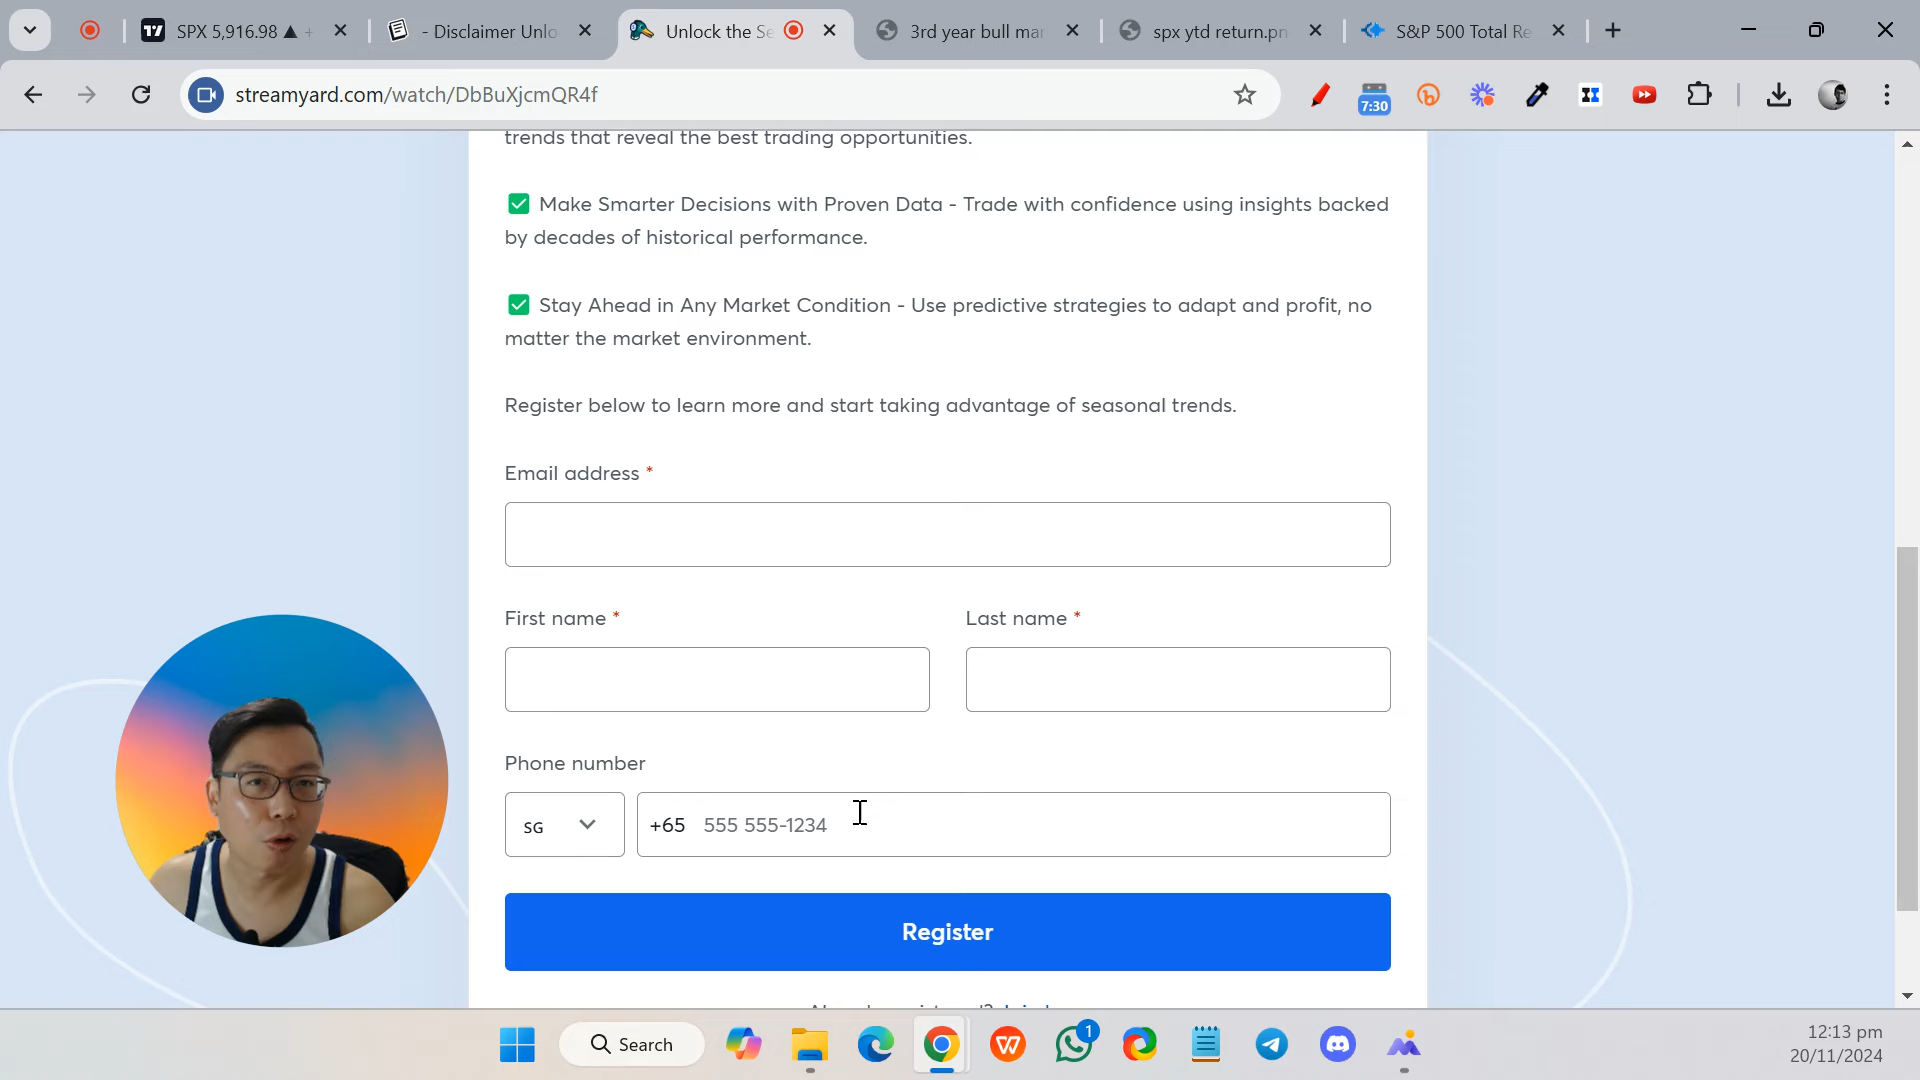 SPX 5,916.98 ▲ +
- Disclaimer Unlo
Unlock the Se
3rd year bull mar
spx ytd return.pn
S&P 500 Total Re
streamyard.com/watch/DbBuXjcmQR4f
7:30
trends that reveal the best trading opportunities.
✅ Make Smarter Decisions with Proven Data - Trade with confidence using insights backed
by decades of historical performance.
✅ Stay Ahead in Any Market Condition - Use predictive strategies to adapt and profit, no
matter the market environment.
Register below to learn more and start taking advantage of seasonal trends.
Email address *
First name *
Last name *
Phone number
SG
+65 555 555-1234
Register
Search
1
12:13 pm
20/11/2024